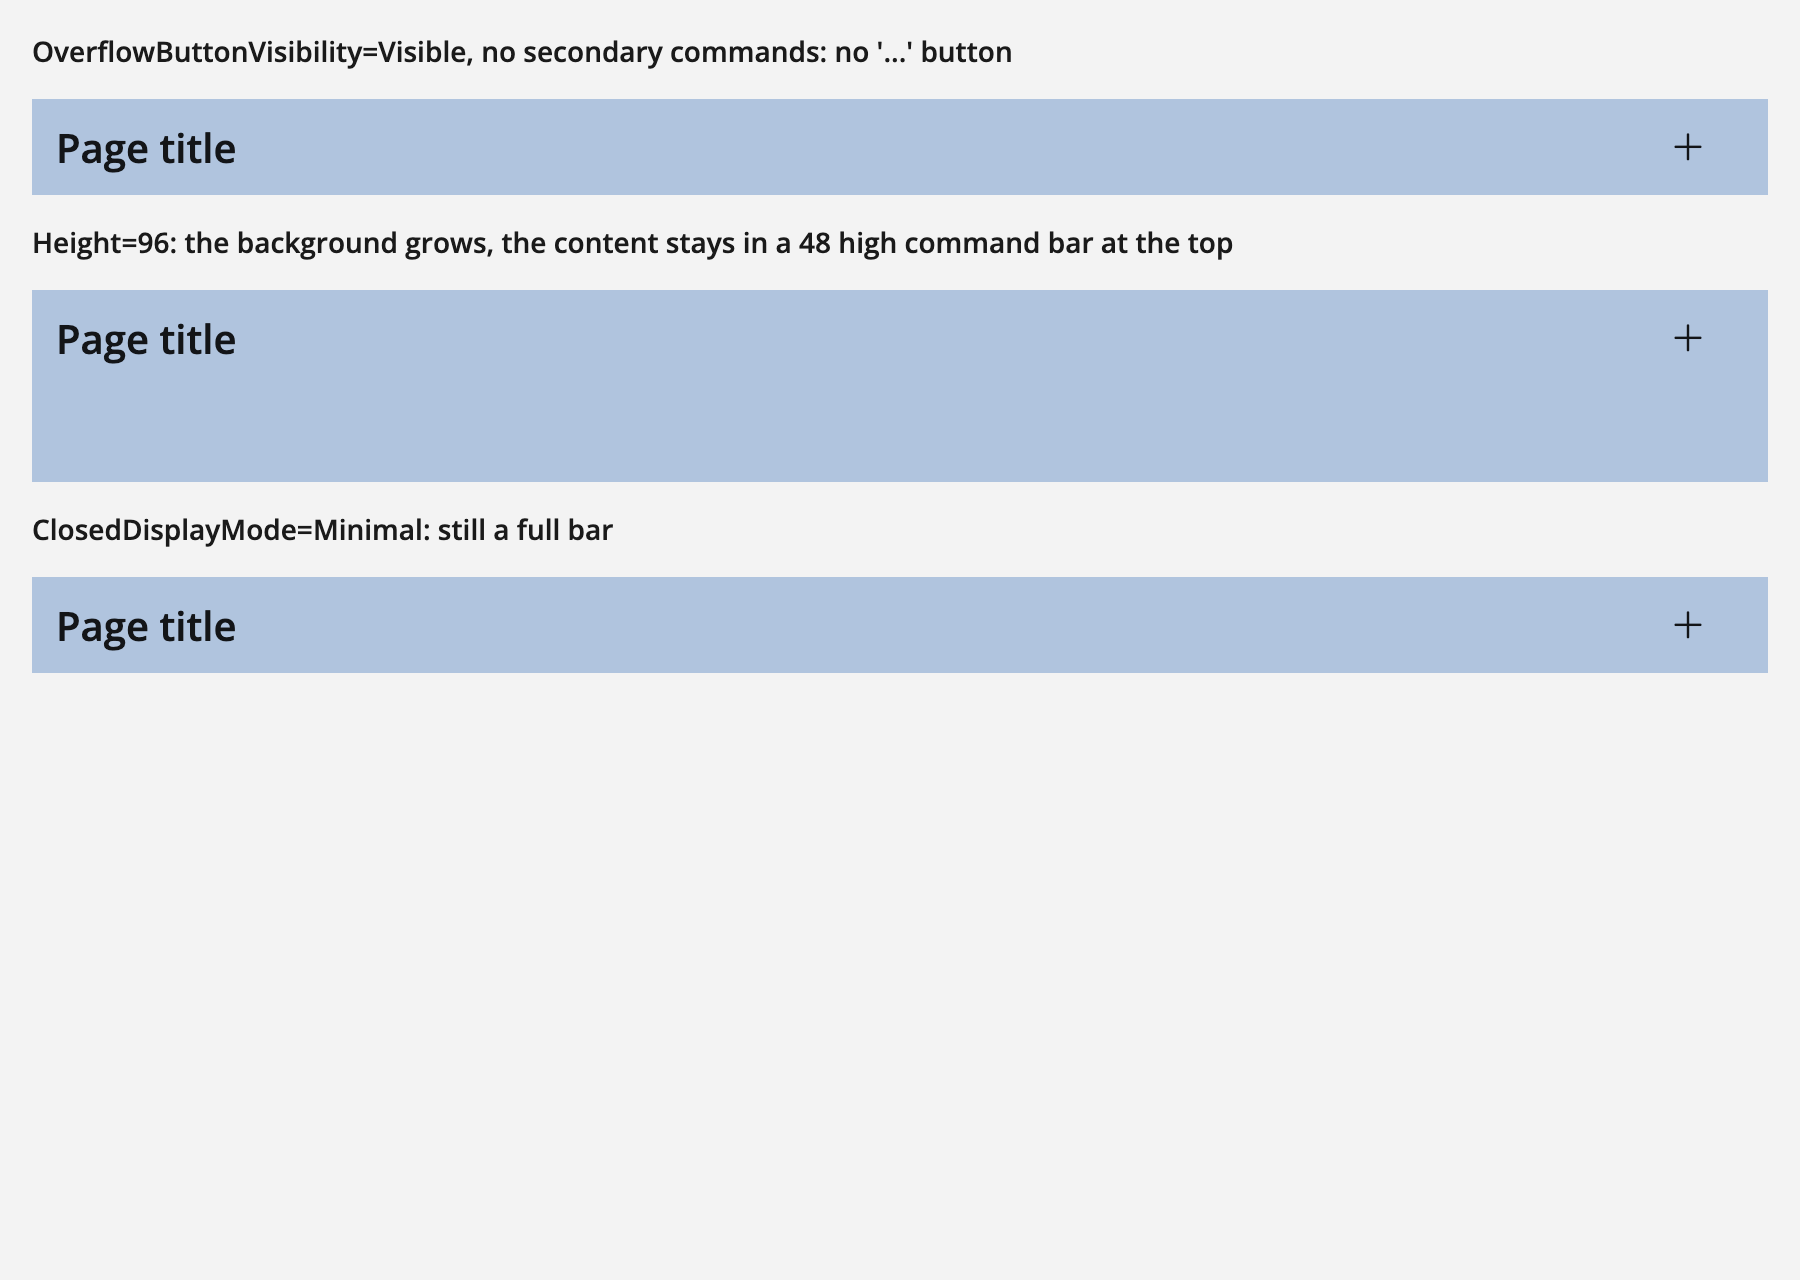 OverflowButtonVisibility=Visible, no secondary commands: no '...' button
Page title
Height=96: the background grows, the content stays in a 48 high command bar at the top
Page title
ClosedDisplayMode=Minimal: still a full bar
Page title